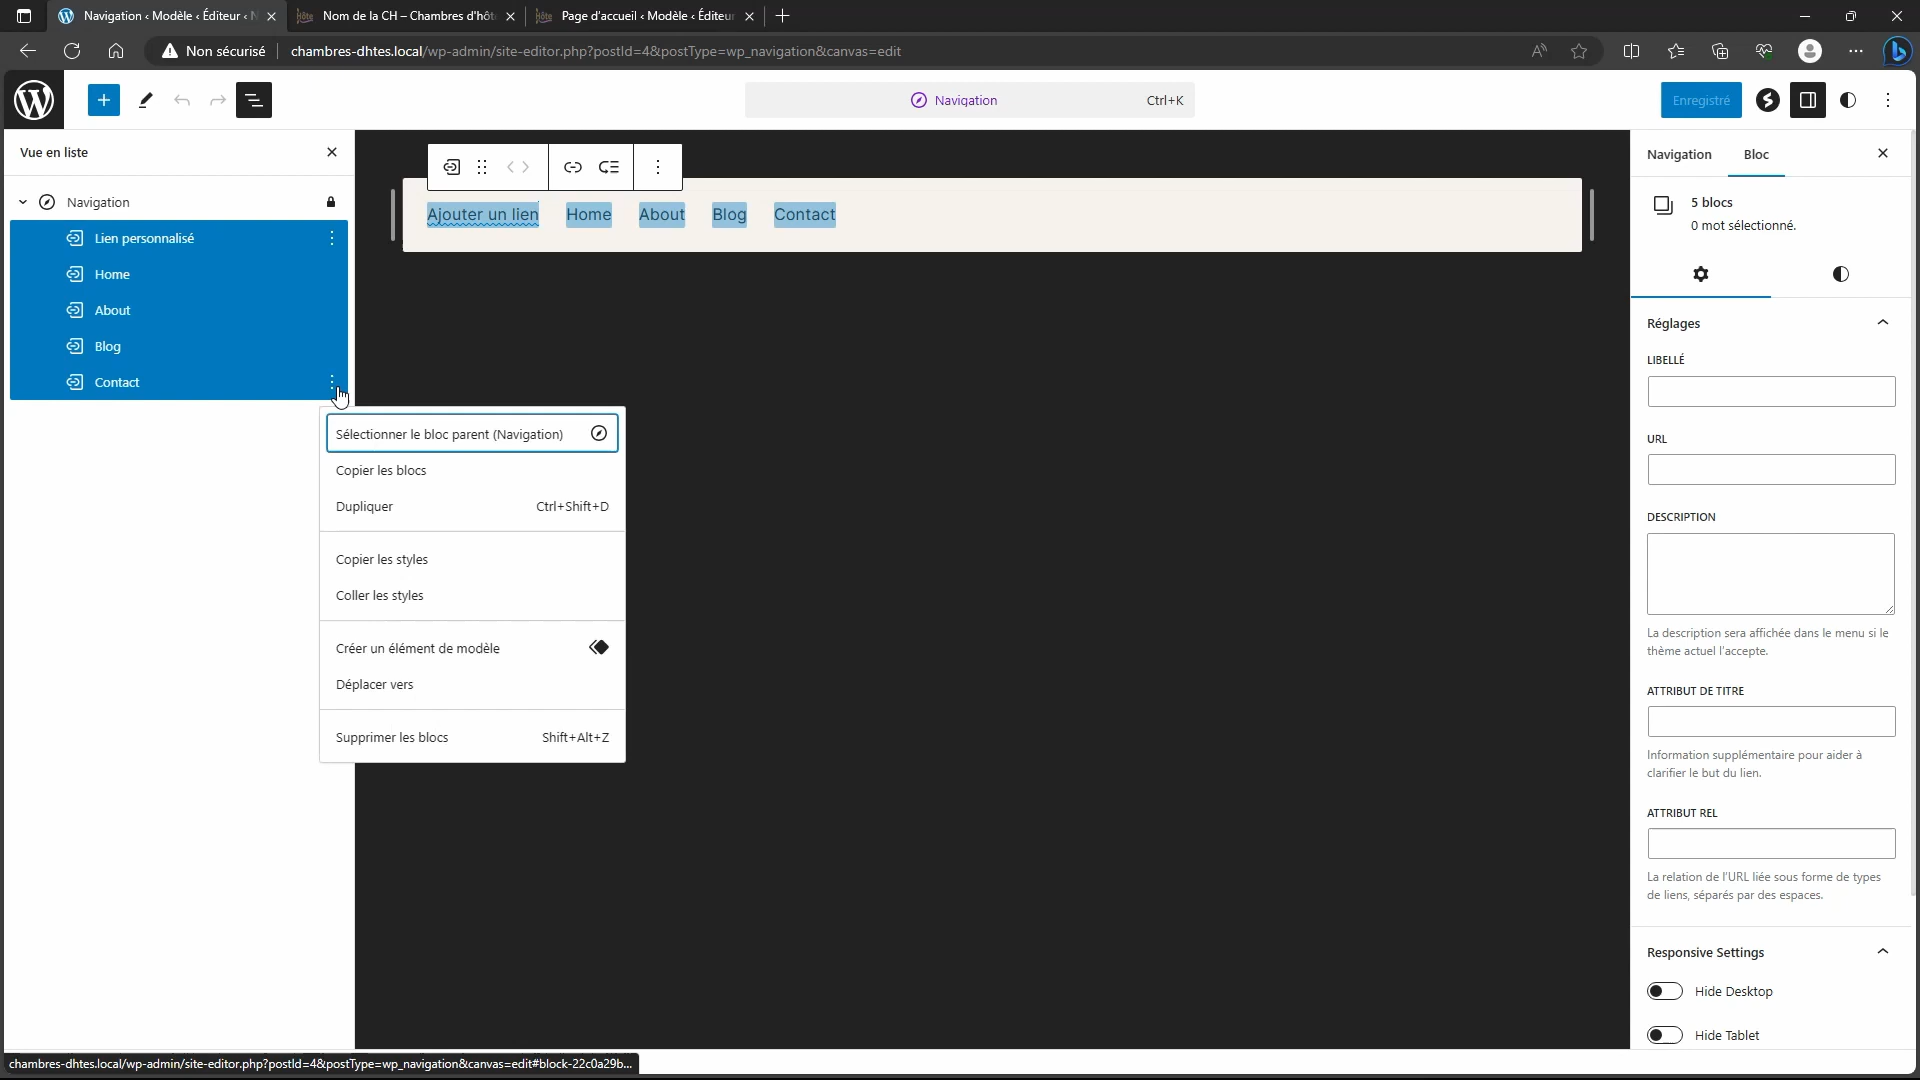 Navigation ‹ Modèle ‹ Éditeur ‹ N
Nom de la CH – Chambres d'hôt
Page d'accueil ‹ Modèle ‹ Éditeur
Non sécurisé
chambres-dhtes.local/wp-admin/site-editor.php?postId=4&postType=wp_navigation&canvas=edit
Navigation
Ctrl+K
Enregistré
Vue en liste
Navigation
Lien personnalisé
Home
About
Blog
Contact
Ajouter un lien Home About Blog Contact
Sélectionner le bloc parent (Navigation)
Copier les blocs
Dupliquer Ctrl+Shift+D
Copier les styles
Coller les styles
Créer un élément de modèle
Déplacer vers
Supprimer les blocs Shift+Alt+Z
Navigation Bloc
5 blocs
0 mot sélectionné.
Réglages
LIBELLÉ
URL
DESCRIPTION
La description sera affichée dans le menu si le
thème actuel l'accepte.
ATTRIBUT DE TITRE
Information supplémentaire pour aider à
clarifier le but du lien.
ATTRIBUT REL
La relation de l'URL liée sous forme de types
de liens, séparés par des espaces.
Responsive Settings
Hide Desktop
Hide Tablet
chambres-dhtes.local/wp-admin/site-editor.php?postId=4&postType=wp_navigation&canvas=edit#block-22c0a29b...